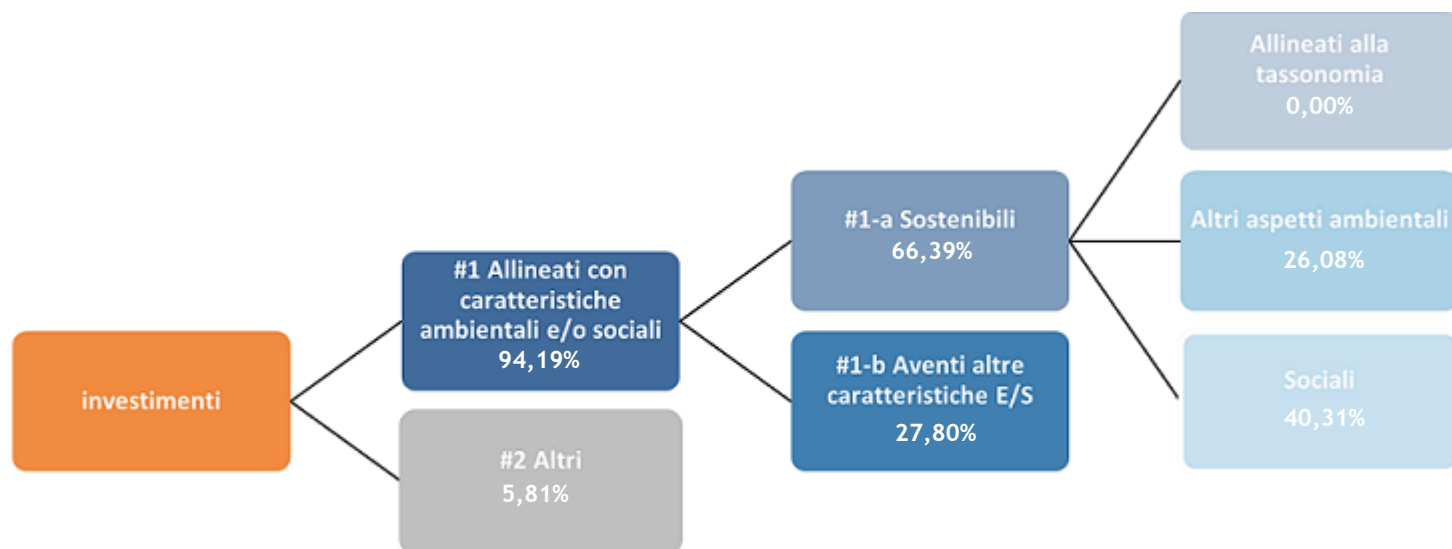 investimenti
#1 Allineati con
caratteristiche
ambientali e/o sociali
94,19%
#2 Altri
5,81%
#1-a Sostenibili
66,39%
#1-b Aventi altre
caratteristiche E/S
27,80%
Allineati alla
tassonomia
0,00%
Altri aspetti ambientali
26,08%
Sociali
40,31%